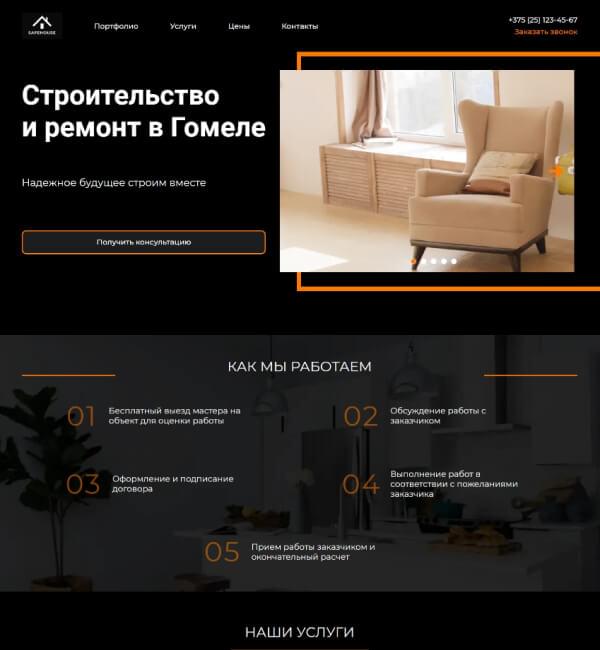 SAFEHOUSE
Портфолио
Услуги
Цены
Контакты
+375 (25) 123-45-67
Заказать звонок
Строительство
и ремонт в Гомеле
Надежное будущее строим вместе
Получить консультацию
КАК МЫ РАБОТАЕМ
01
Бесплатный выезд мастера на
объект для оценки работы
02
Обсуждение работы с
заказчиком
03
Оформление и подписание
договора
04
Выполнение работ в
соответствии с пожеланиями
заказчика
05
Прием работы заказчиком и
окончательный расчет
НАШИ УСЛУГИ